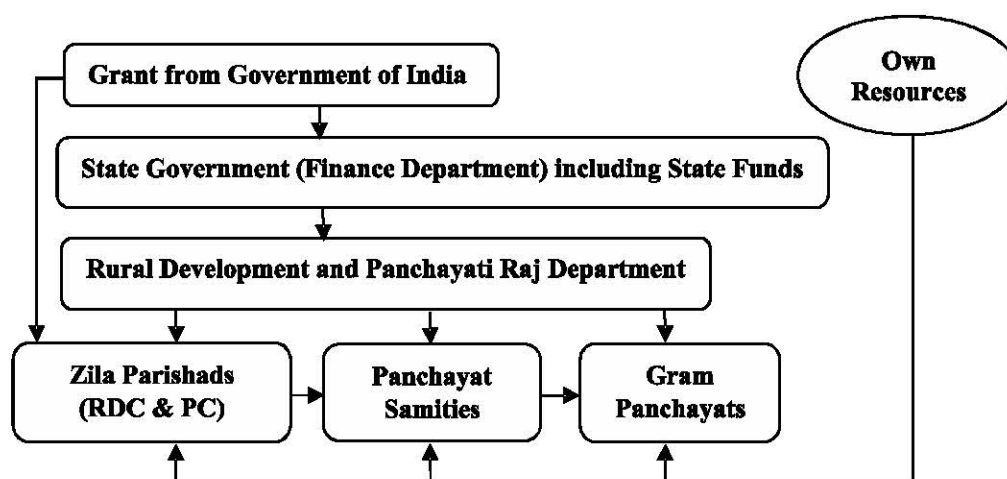 Grant from Government of India
Own
Resources
State Government (Finance Department) including State Funds
Rural Development and Panchayati Raj Department
Zila Parishads
(RDC & PC)
Panchayat
Samities
Gram
Panchayats